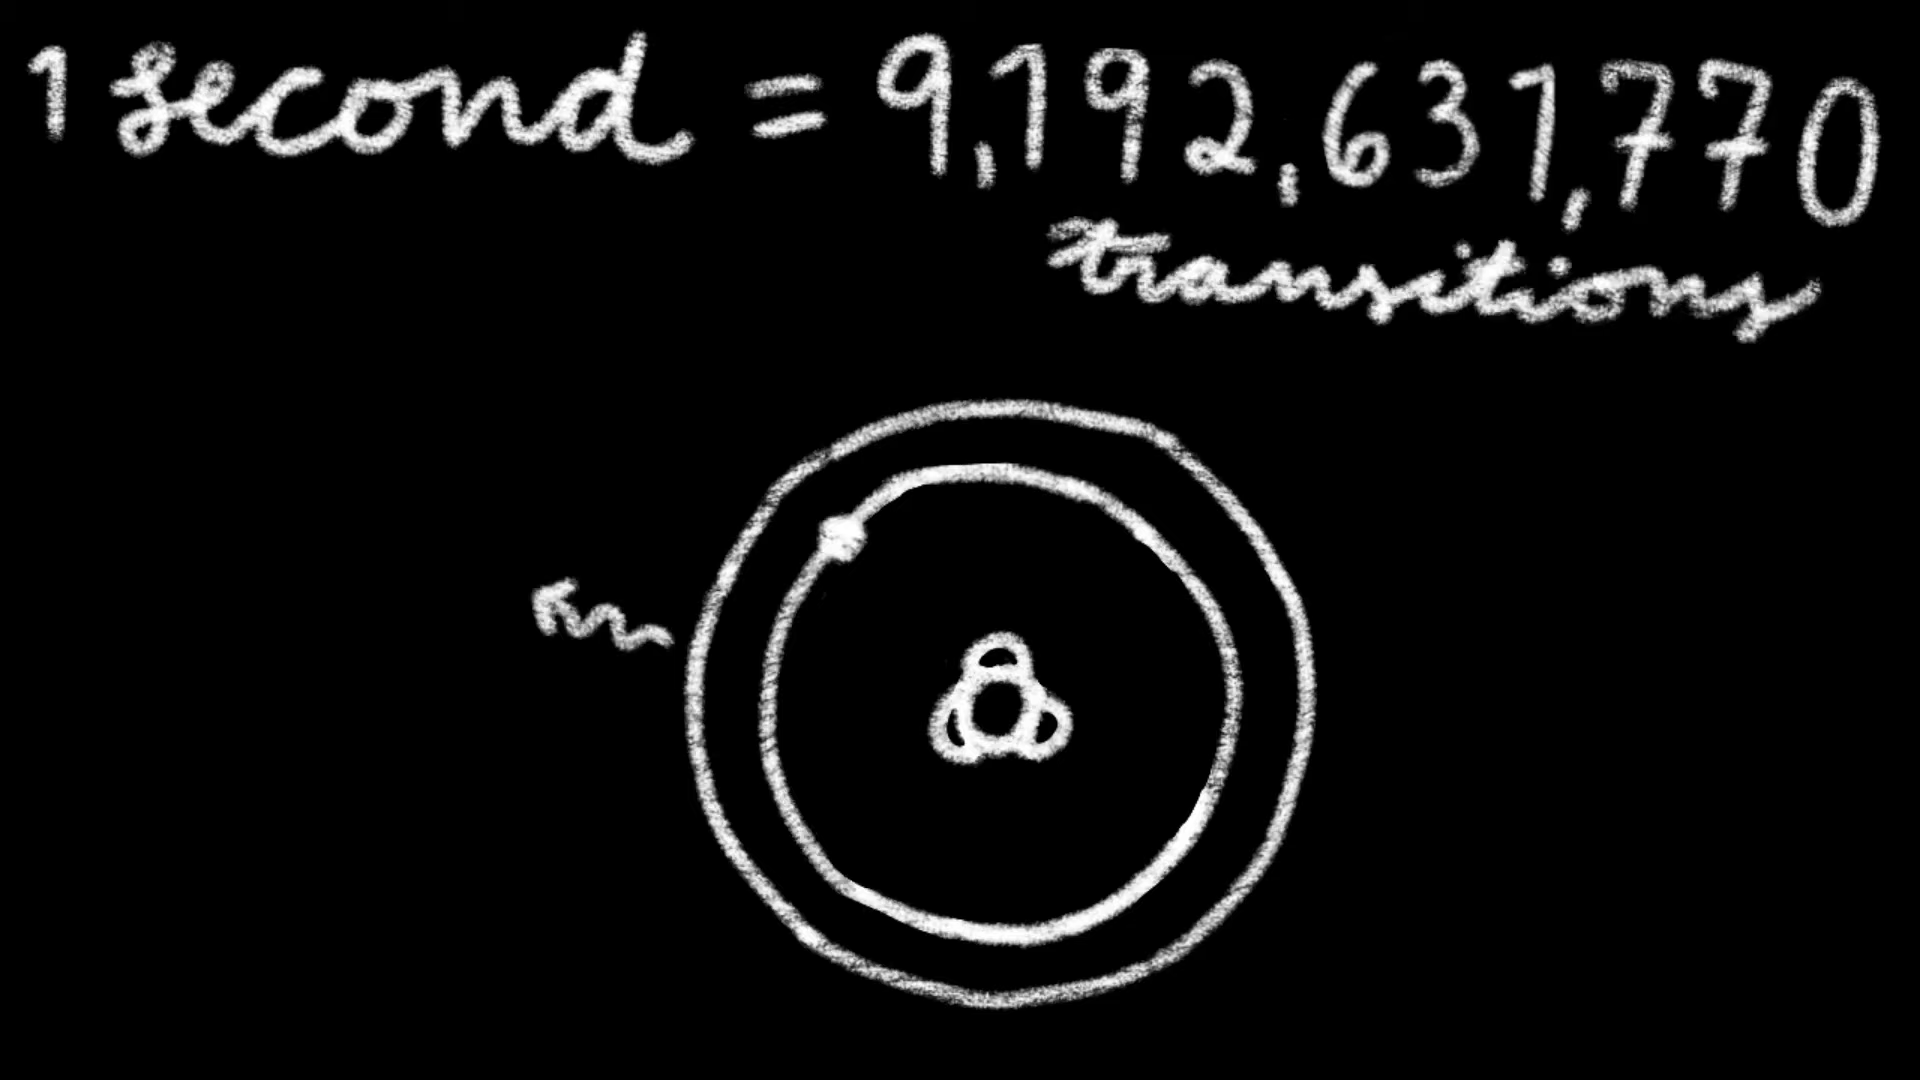 1 second = 9,192,631,770
transitions